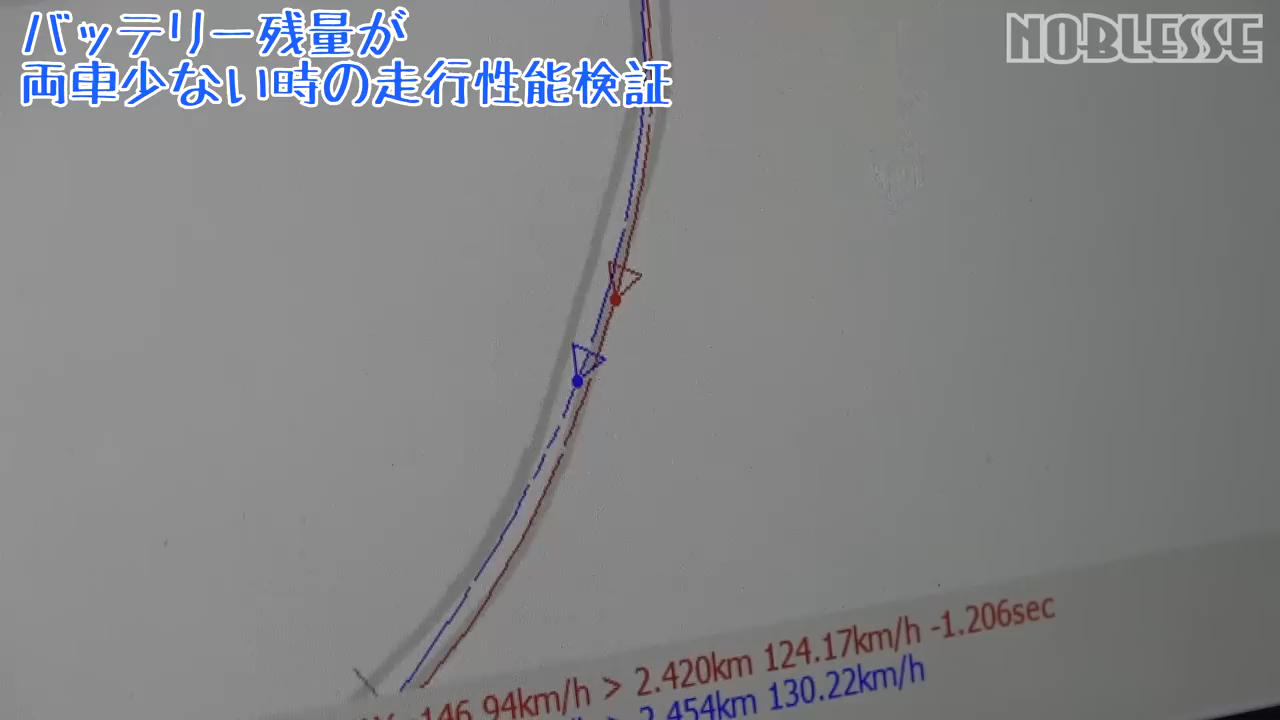 バッテリー残量が
両車少ない時の走行性能検証
NOBLESSE
146.94km/h > 2.420km 124.17km/h -1.206sec
2.454km 130.22km/h